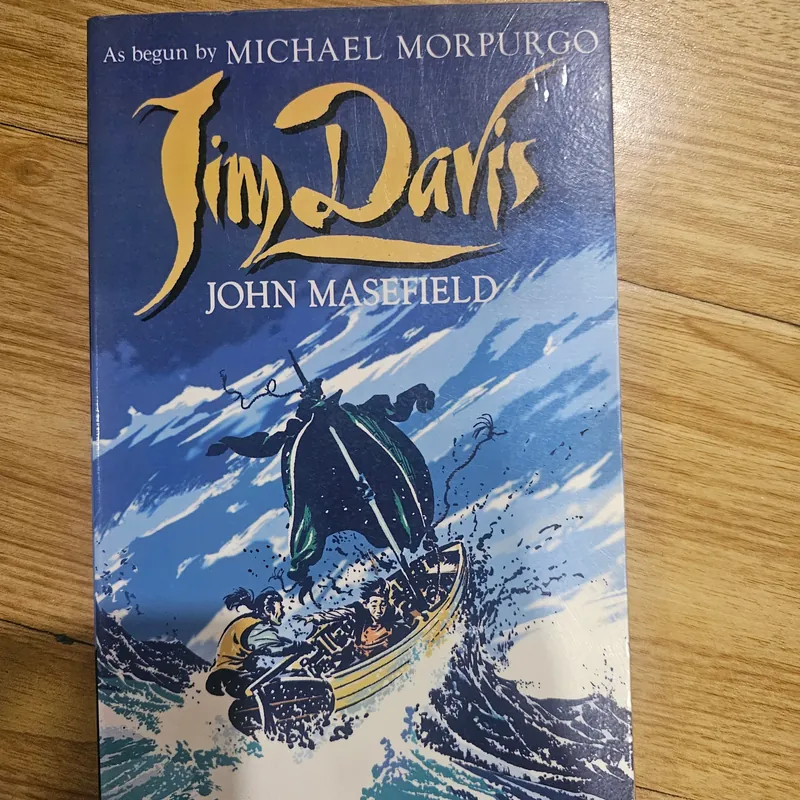 As begun by MICHAEL MORPURGO
Jim Davis
JOHN MASEFIELD